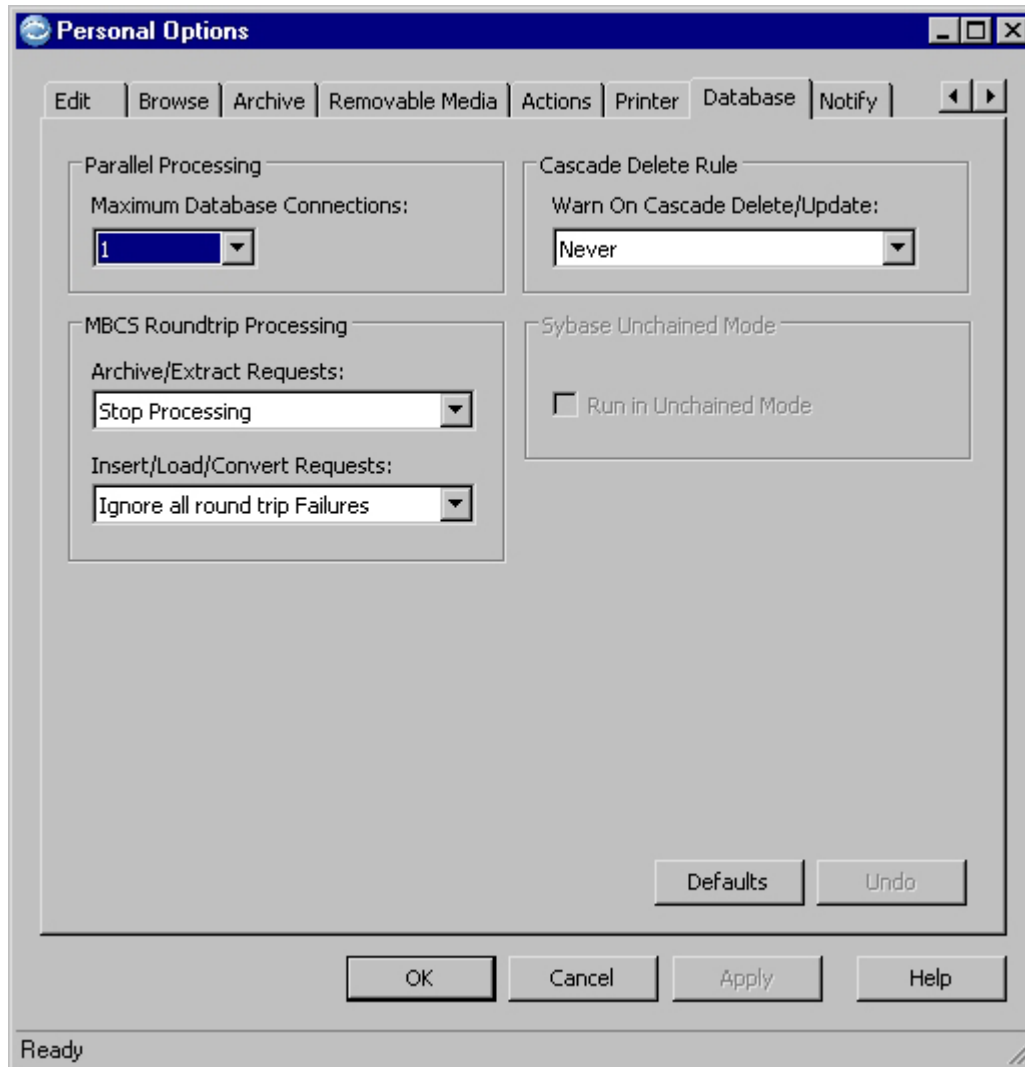 Personal Options
Edit Browse Archive Removable Media Actions Printer Database Notify
Parallel Processing
Maximum Database Connections:
1
Cascade Delete Rule
Warn On Cascade Delete/Update:
Never
MBCS Roundtrip Processing
Archive/Extract Requests:
Stop Processing
Insert/Load/Convert Requests:
Ignore all round trip Failures
Sybase Unchained Mode
Run in Unchained Mode
Defaults Undo
OK Cancel Apply Help
Ready